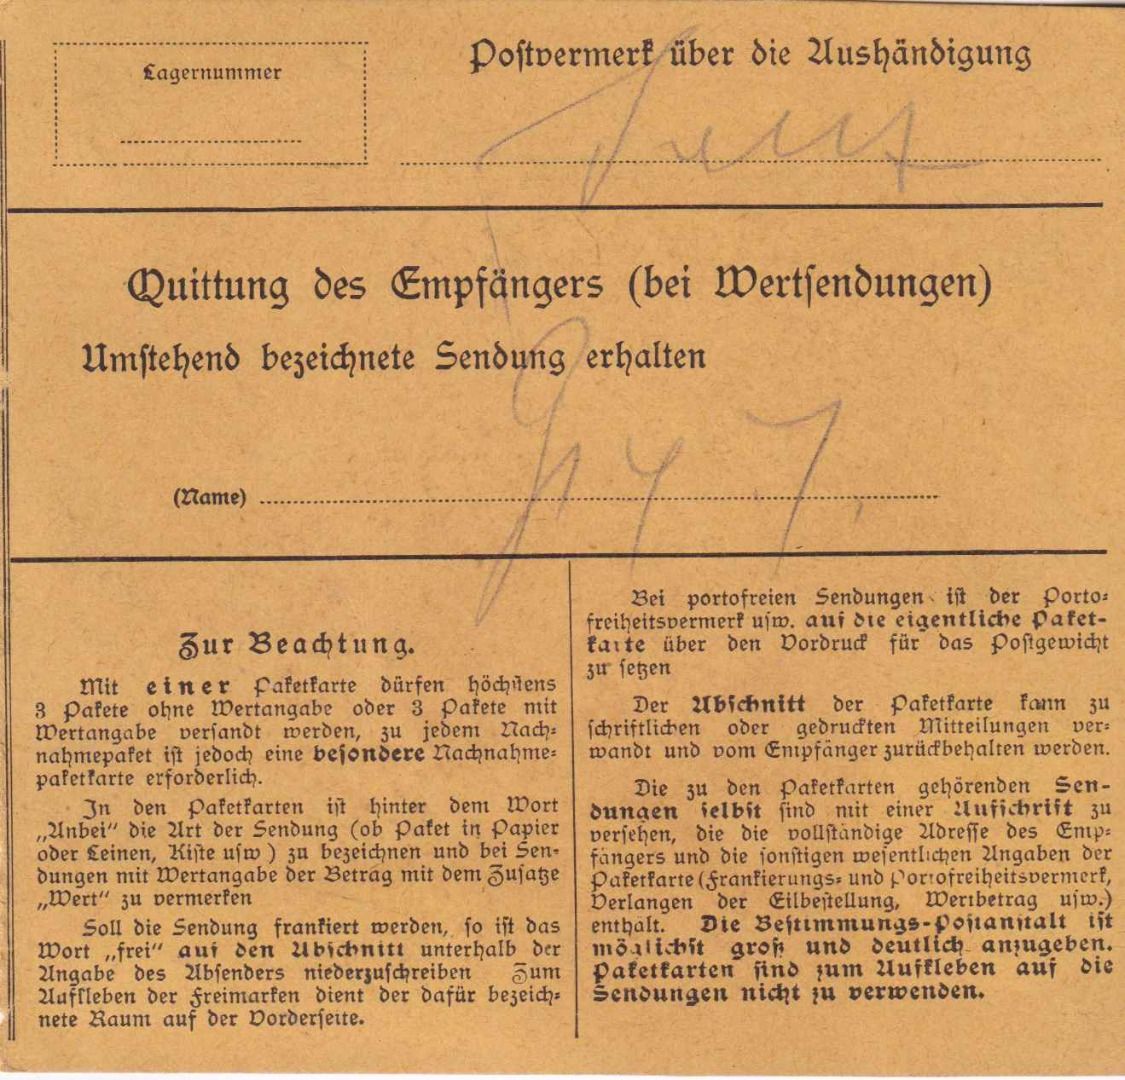 Lagernummer
Postvermerk über die Aushändigung
Quittung des Empfängers (bei Wertsendungen)
Umstehend bezeichnete Sendung erhalten
(Name)
Zur Beachtung.
Mit einer Paketkarte dürfen höchstens
3 Pakete ohne Wertangabe oder 3 Pakete mit
Wertangabe versandt werden, zu jedem Nach-
nahmepaket ist jedoch eine besondere Nachnahme-
paketkarte erforderlich.
In den Paketkarten ist hinter dem Wort
„Anbei“ die Art der Sendung (ob Paket in Papier
oder Leinen, Kiste usw) zu bezeichnen und bei Sen-
dungen mit Wertangabe der Betrag mit dem Zusatze
„Wert“ zu vermerken
Soll die Sendung frankiert werden, so ist das
Wort „frei“ auf den Abschnitt unterhalb der
Angabe des Absenders niederzuschreiben Zum
Aufkleben der Freimarken dient der dafür bezeich-
nete Raum auf der Vorderseite.
Bei portofreien Sendungen ist der Porto-
freiheitsvermerk usw. auf die eigentliche Paket-
karte über den Vordruck für das Postgewicht
zu setzen
Der Abschnitt der Paketkarte kann zu
schriftlichen oder gedruckten Mitteilungen ver-
wandt und vom Empfänger zurückbehalten werden.
Die zu den Paketkarten gehörenden Sen-
dungen selbst sind mit einer Aufschrift zu
versehen, die die vollständige Adresse des Emp-
fängers und die sonstigen wesentlichen Angaben der
Paketkarte (Frankierungs- und Portofreiheitsvermerk,
Verlangen der Eilbestellung, Wertbetrag usw.)
enthält. Die Bestimmungs-Postanstalt ist
möglichst groß und deutlich anzugeben.
Paketkarten sind zum Aufkleben auf die
Sendungen nicht zu verwenden.